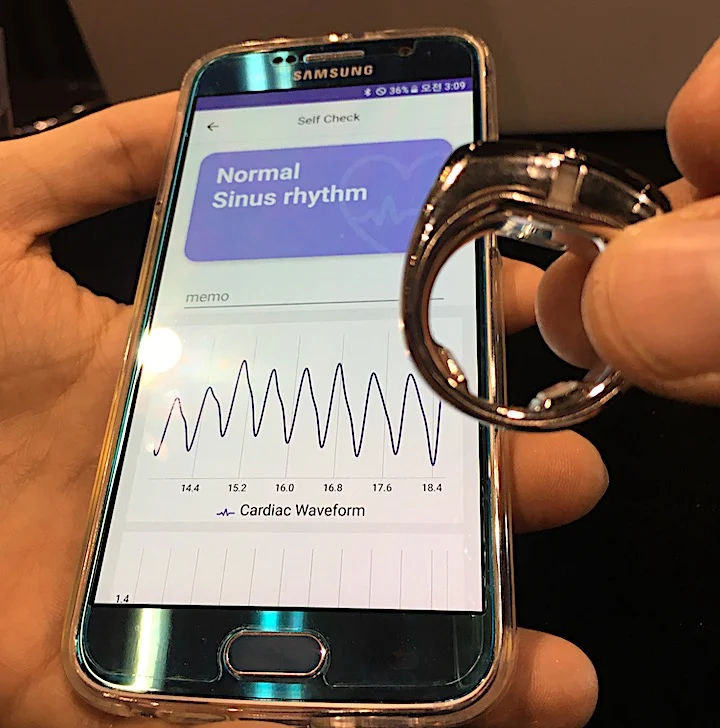 SAMSUNG
36% 오전 3:09
Self Check
Normal
Sinus rhythm
memo
14.4 15.2 16.0 16.8 17.6 18.4
Cardiac Waveform
1.4